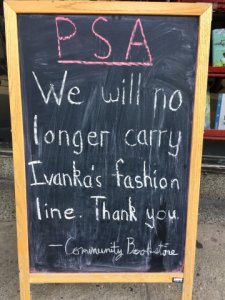 PSA
We will no
longer carry
Ivanka's fashion
line. Thank you.
- Community Bookstore